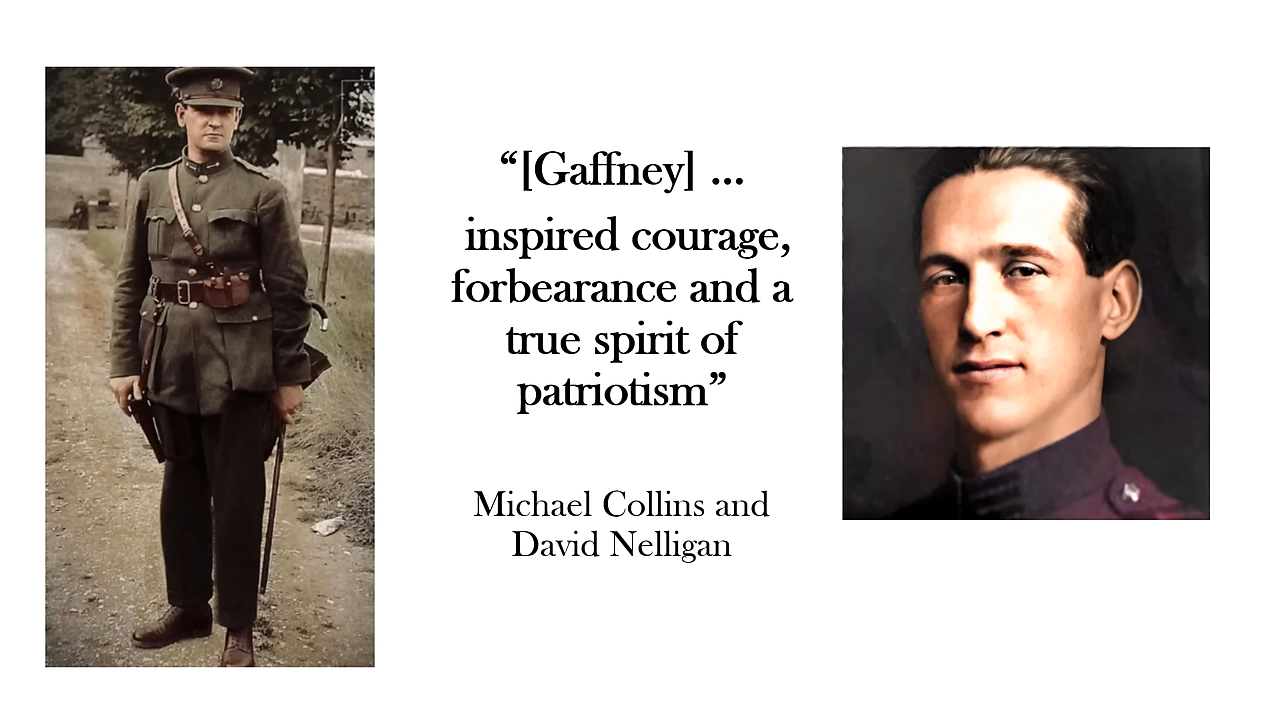 “[Gaffney] ...
inspired courage,
forbearance and a
true spirit of
patriotism”
Michael Collins and
David Nelligan